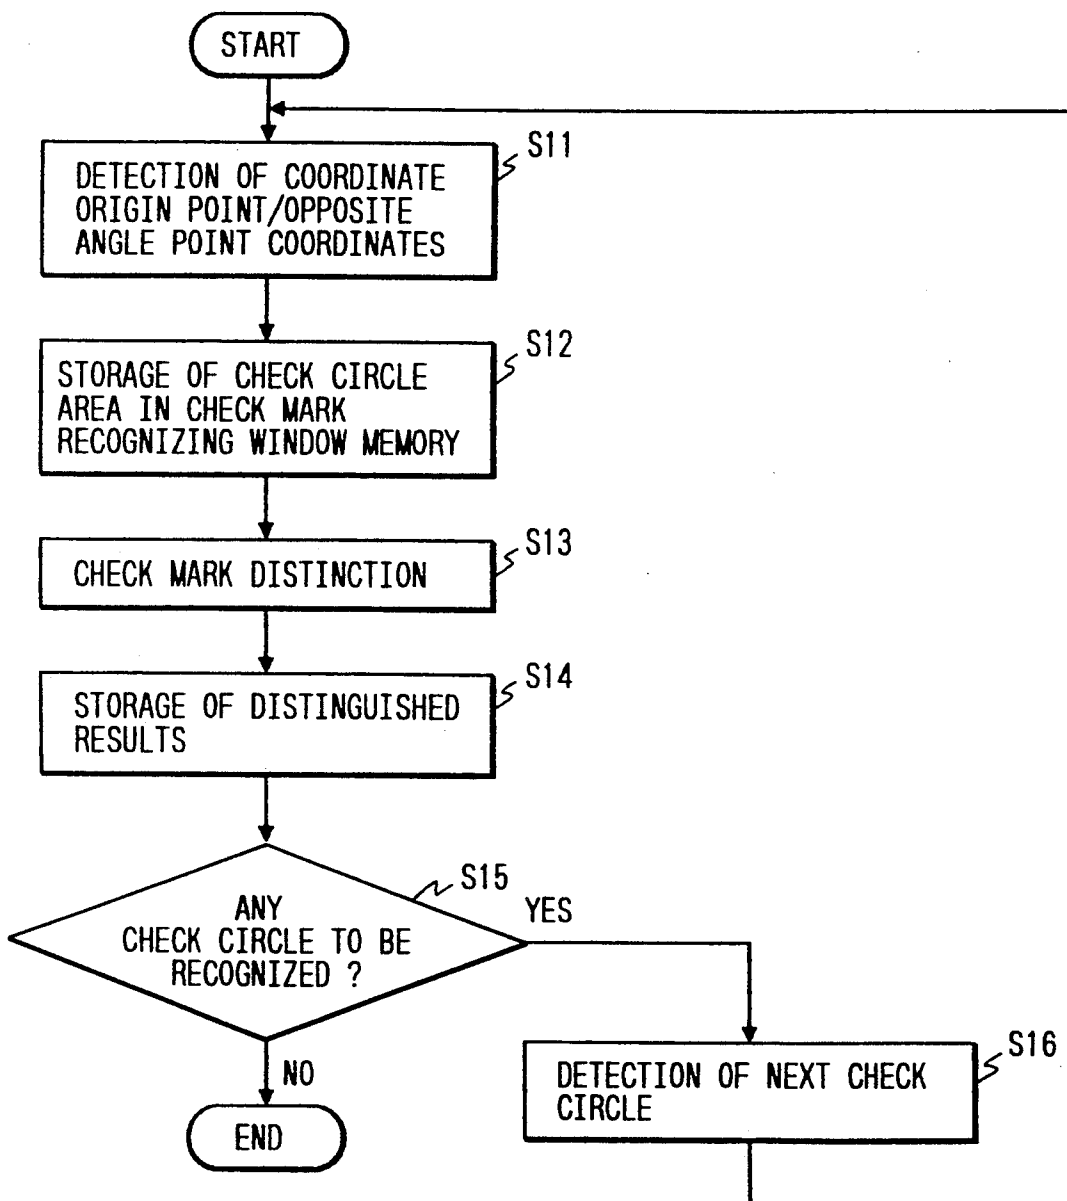 START
S11
DETECTION OF COORDINATE
ORIGIN POINT/OPPOSITE
ANGLE POINT COORDINATES
S12
STORAGE OF CHECK CIRCLE
AREA IN CHECK MARK
RECOGNIZING WINDOW MEMORY
S13
CHECK MARK DISTINCTION
S14
STORAGE OF DISTINGUISHED
RESULTS
S15
ANY
CHECK CIRCLE TO BE
RECOGNIZED ?
YES
NO
S16
DETECTION OF NEXT CHECK
CIRCLE
END